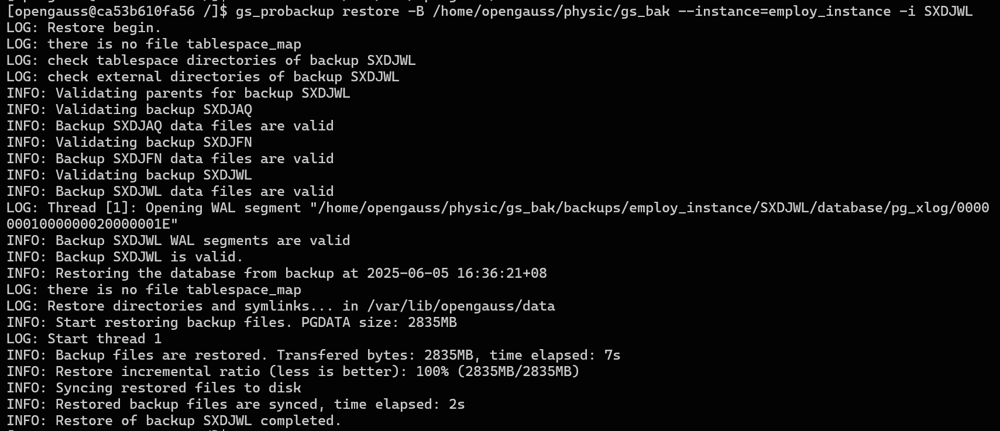 [opengauss@ca53b610fa56 /]$ gs_probackup restore -B /home/opengauss/physic/gs_bak --instance=employ_instance -i SXDJWL
LOG: Restore begin.
LOG: there is no file tablespace_map
LOG: check tablespace directories of backup SXDJWL
LOG: check external directories of backup SXDJWL
INFO: Validating parents for backup SXDJWL
INFO: Validating backup SXDJAQ
INFO: Backup SXDJAQ data files are valid
INFO: Validating backup SXDJFN
INFO: Backup SXDJFN data files are valid
INFO: Validating backup SXDJWL
INFO: Backup SXDJWL data files are valid
LOG: Thread [1]: Opening WAL segment "/home/opengauss/physic/gs_bak/backups/employ_instance/SXDJWL/database/pg_xlog/0000
0001000000020000001E"
INFO: Backup SXDJWL WAL segments are valid
INFO: Backup SXDJWL is valid.
INFO: Restoring the database from backup at 2025-06-05 16:36:21+08
LOG: there is no file tablespace_map
LOG: Restore directories and symlinks... in /var/lib/opengauss/data
INFO: Start restoring backup files. PGDATA size: 2835MB
LOG: Start thread 1
INFO: Backup files are restored. Transfered bytes: 2835MB, time elapsed: 7s
INFO: Restore incremental ratio (less is better): 100% (2835MB/2835MB)
INFO: Syncing restored files to disk
INFO: Restored backup files are synced, time elapsed: 2s
INFO: Restore of backup SXDJWL completed.